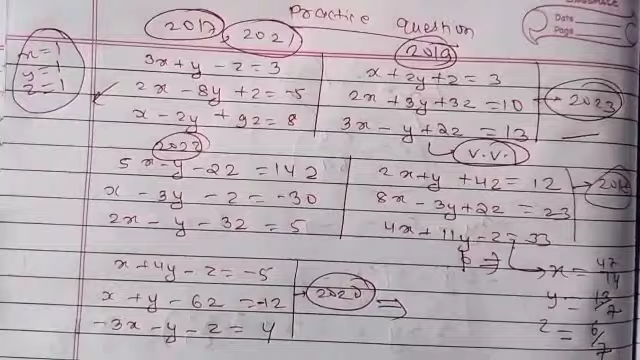 Practice Question
Date
Page
2017, 2021
x = 1
y = 1
z = 1
3x + y - z = 3
2x - 8y + z = -5
x - 2y + 9z = 8
2019
x + 2y + z = 3
2x + 3y + 3z = 10
3x - y + 2z = 13
2023
V.V.
5x - y - 2z = 142
x - 3y - z = -30
2x - y - 3z = 5
2x + y + 4z = 12
8x - 3y + 2z = 23
4x + 11y - z = 33
x = 47/14
y = 13/7
z = 6/7
x + 4y - z = -5
x + y - 6z = -12
-3x - y - z = 4
2020